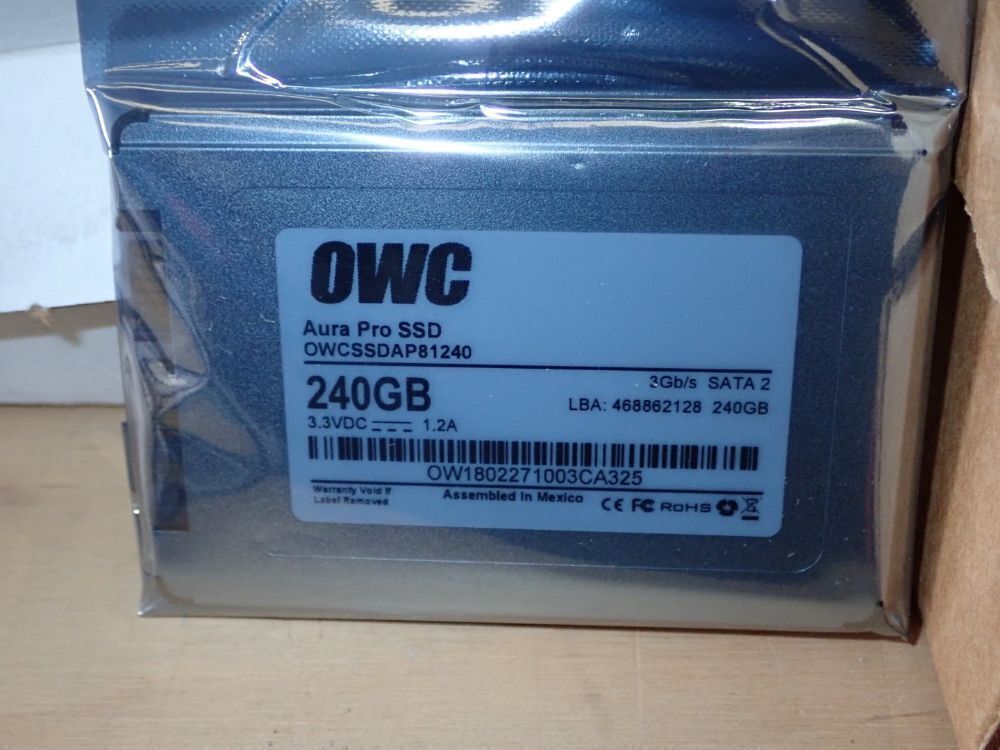 OWC
Aura Pro SSD
OWCSSDAP81240
240GB
3Gb/s SATA 2
LBA: 468862128 240GB
3.3VDC 1.2A
OW1802271003CA325
Warranty Void If
Label Removed
Assembled In Mexico
CE FC RoHS